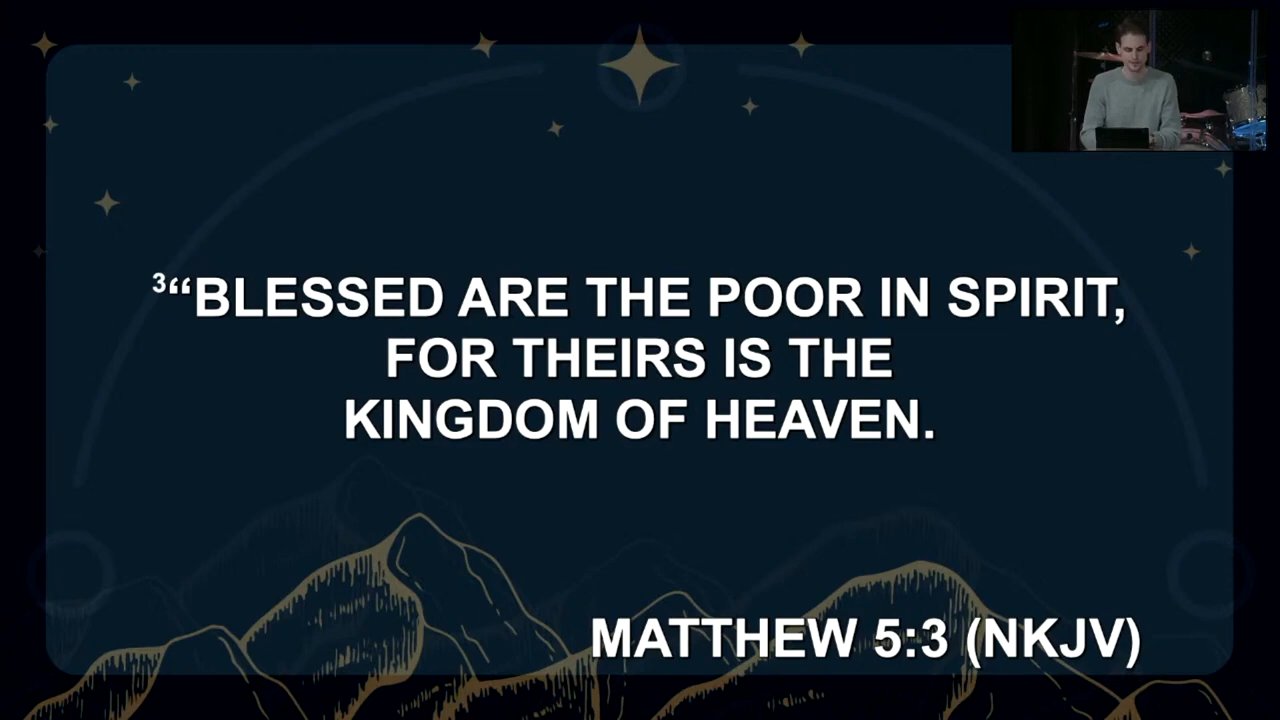 ³“BLESSED ARE THE POOR IN SPIRIT,
FOR THEIRS IS THE
KINGDOM OF HEAVEN.
MATTHEW 5:3 (NKJV)